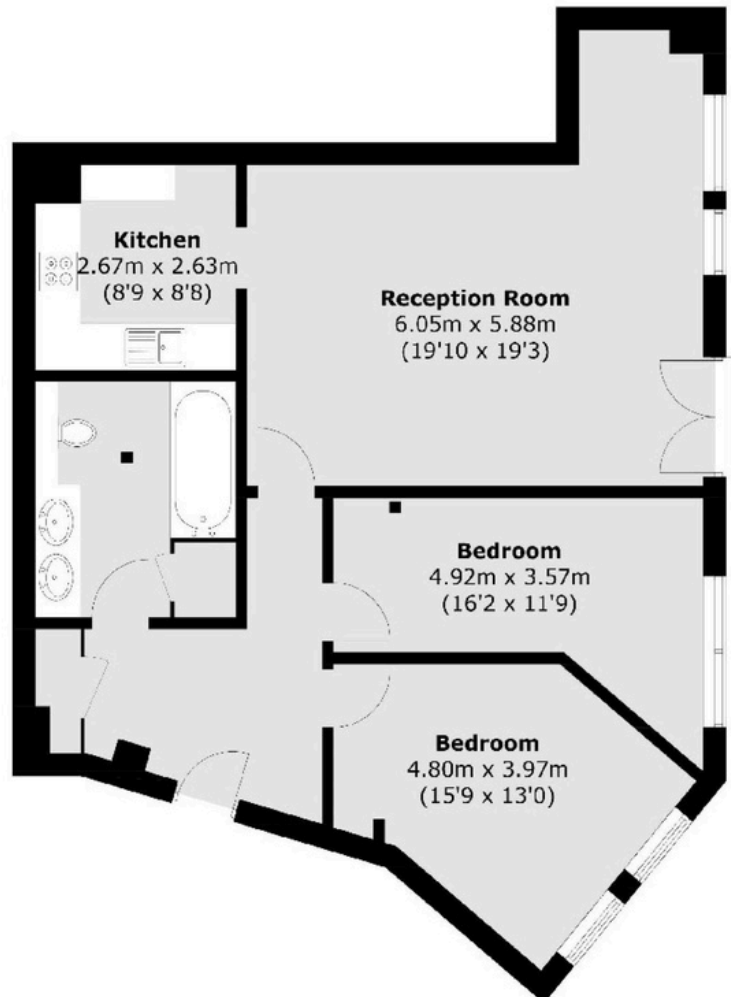 Kitchen
2.67m x 2.63m
(8'9 x 8'8)
Reception Room
6.05m x 5.88m
(19'10 x 19'3)
Bedroom
4.92m x 3.57m
(16'2 x 11'9)
Bedroom
4.80m x 3.97m
(15'9 x 13'0)